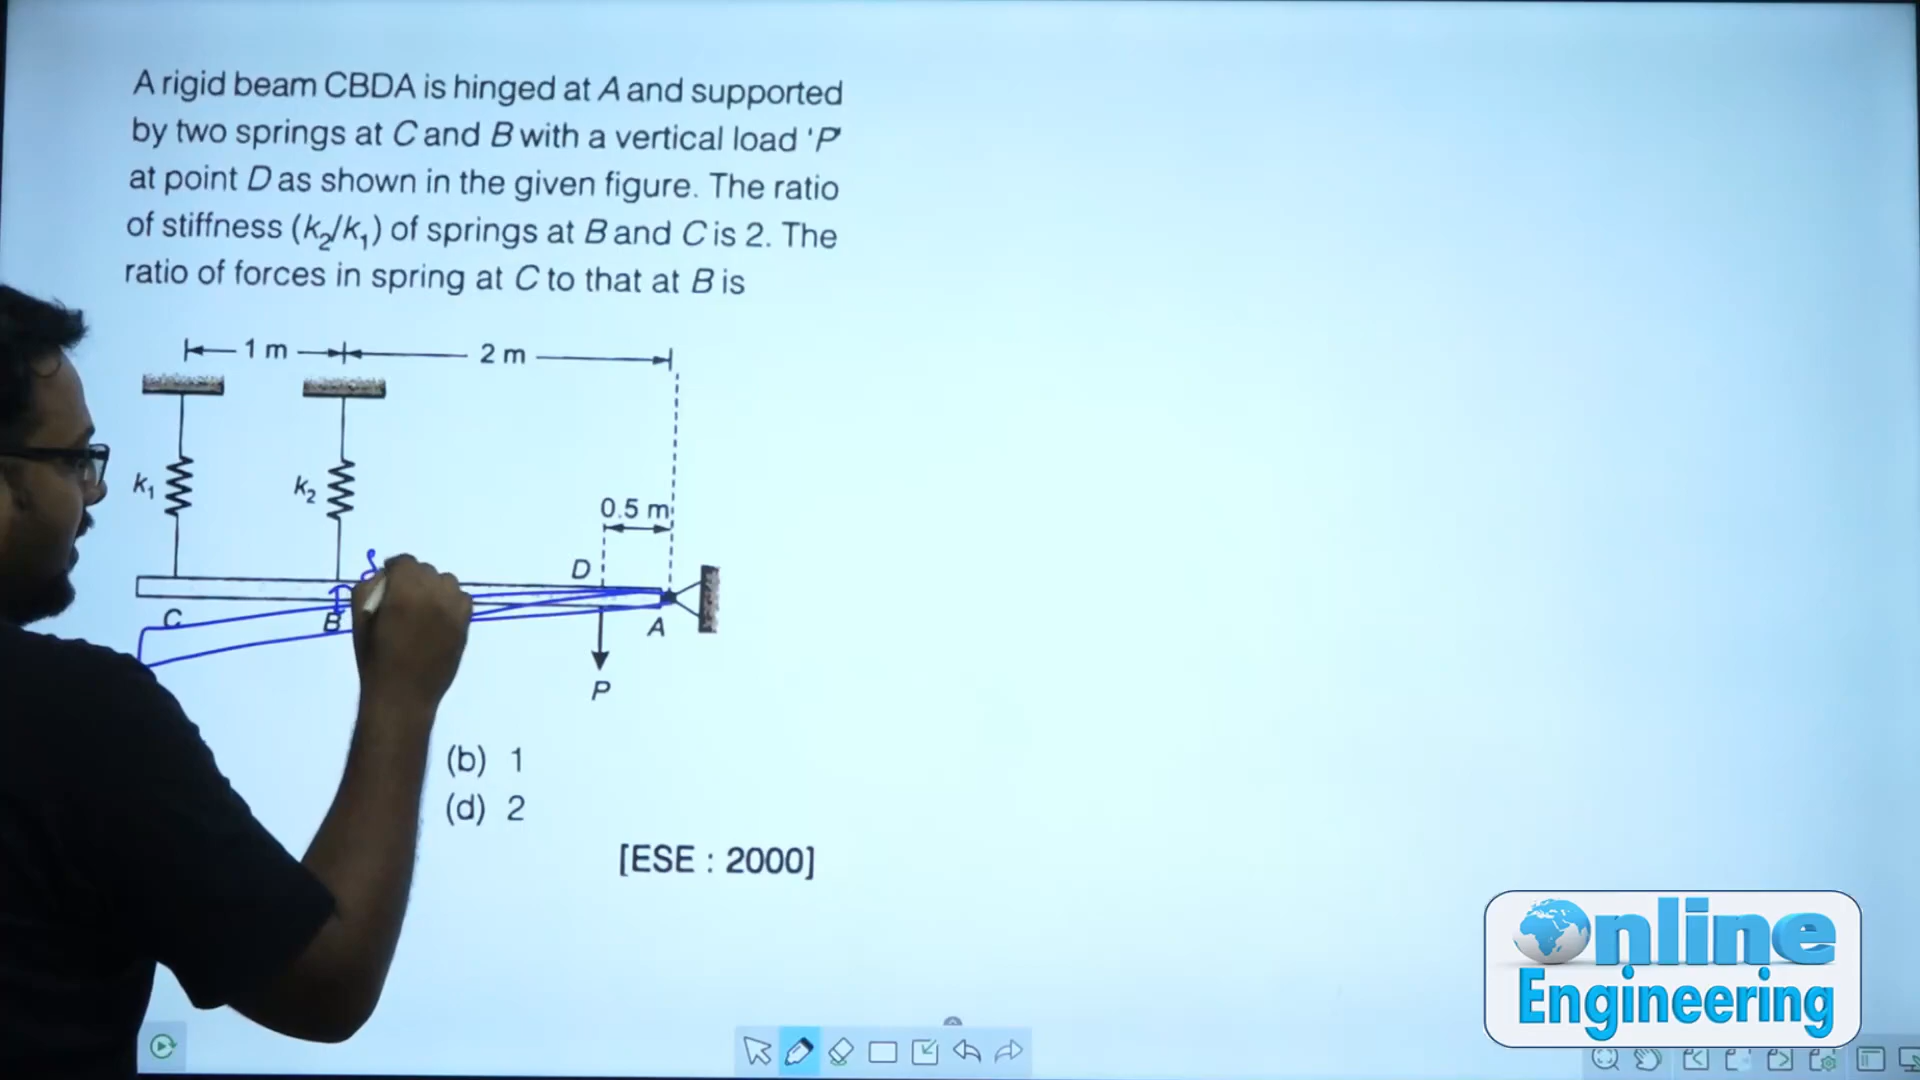 A rigid beam CBDA is hinged at A and supported
by two springs at C and B with a vertical load 'P'
at point D as shown in the given figure. The ratio
of stiffness (k₂/k₁) of springs at B and C is 2. The
ratio of forces in spring at C to that at B is
1 m 2 m
k₁ k₂
0.5 m
D
C B A
P
(b) 1
(d) 2
[ESE : 2000]
Online
Engineering